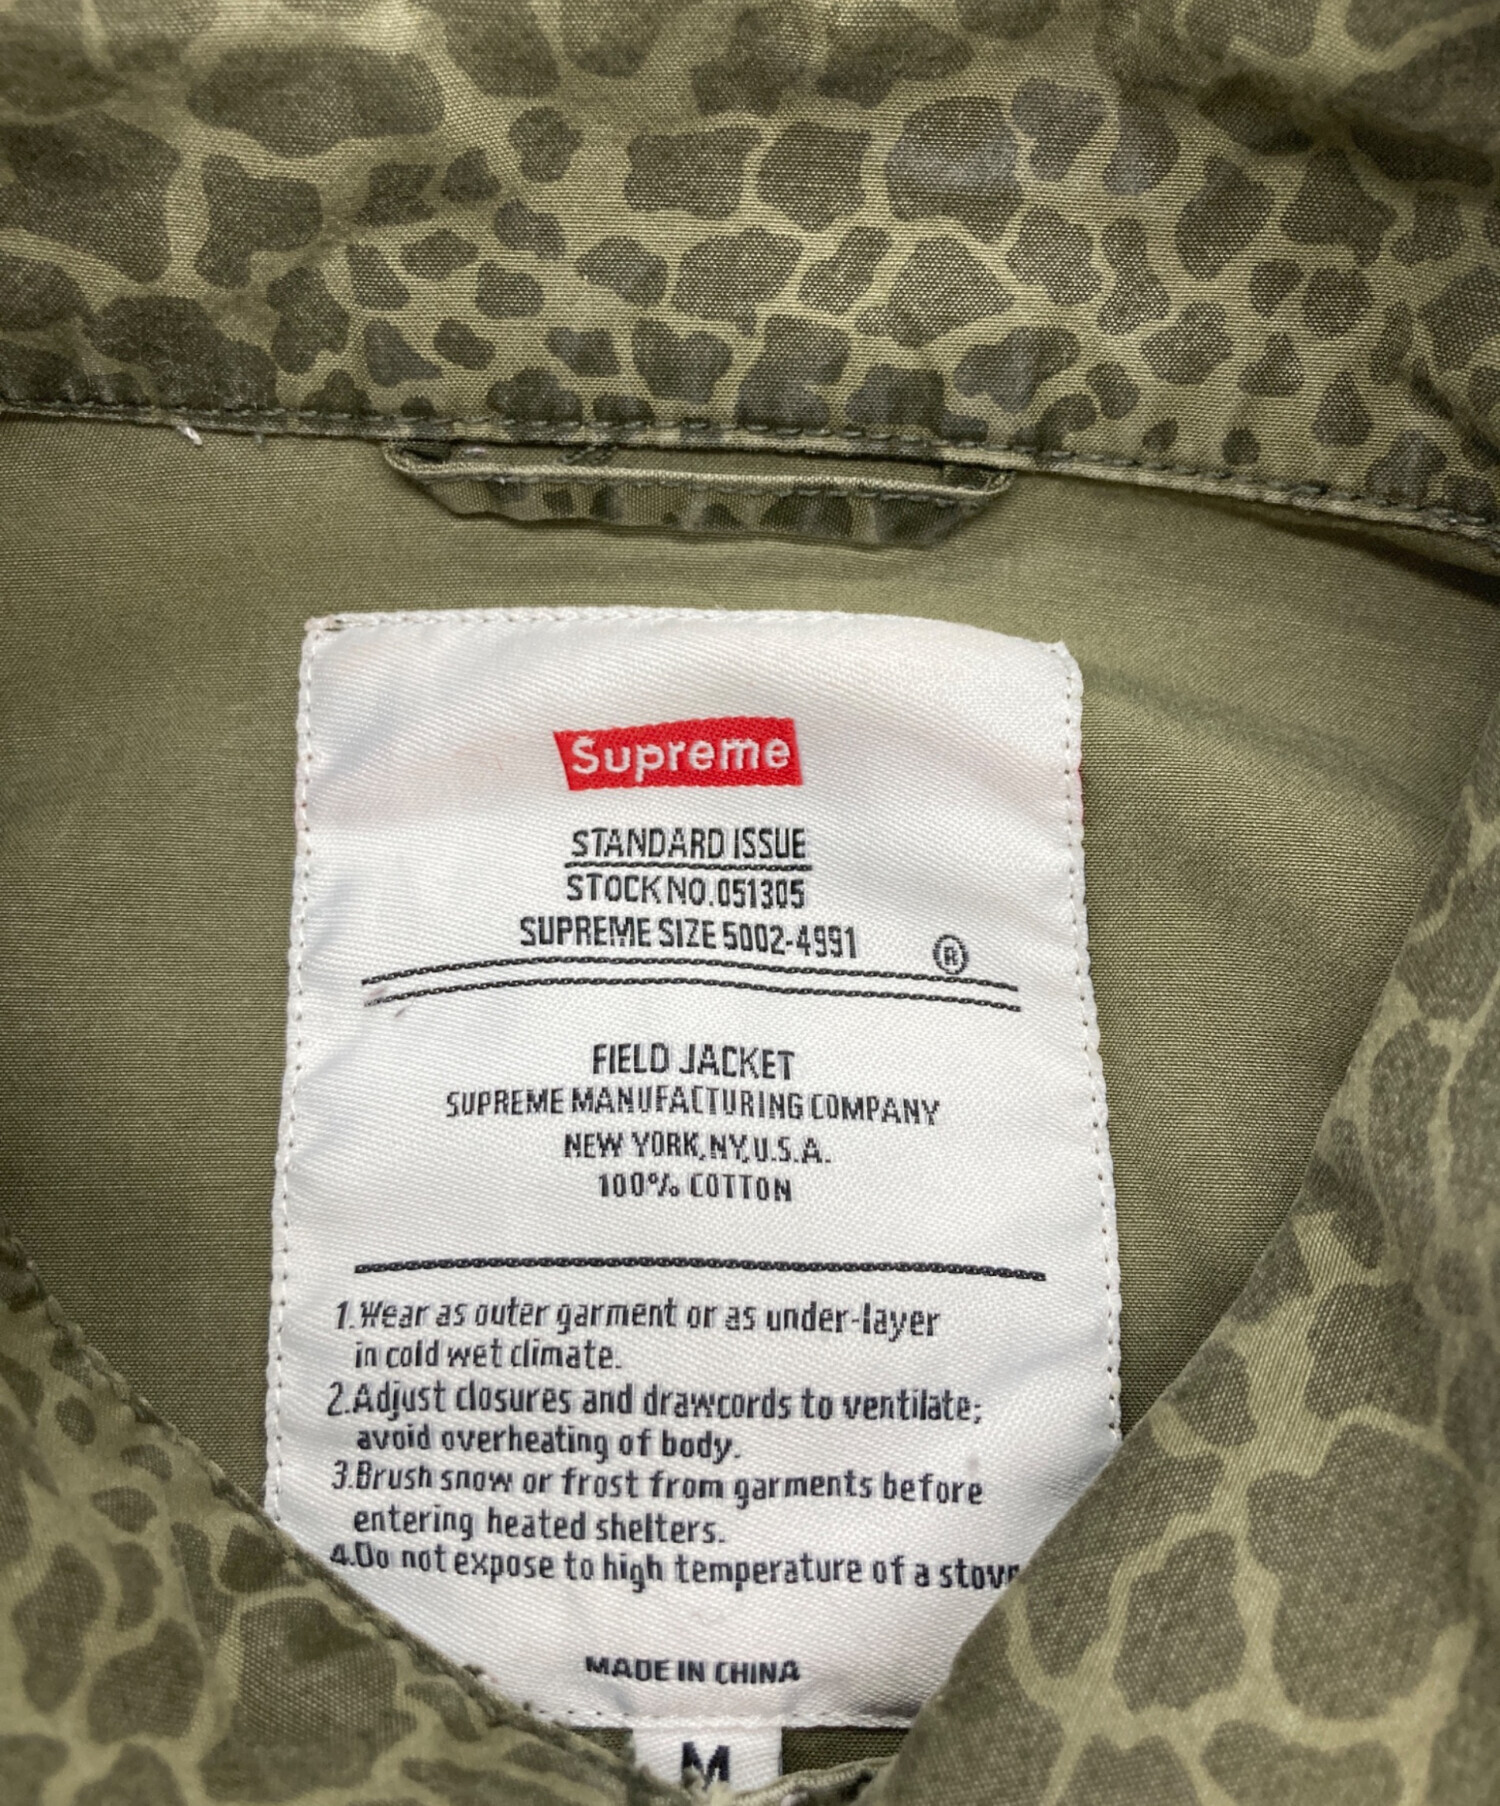 Supreme
STANDARD ISSUE
STOCK NO.051305
SUPREME SIZE 5002-4991 ®
FIELD JACKET
SUPREME MANUFACTURING COMPANY
NEW YORK, NY, U.S.A.
100% COTTON
1.Wear as outer garment or as under-layer
in cold wet climate.
2.Adjust closures and drawcords to ventilate;
avoid overheating of body.
3.Brush snow or frost from garments before
entering heated shelters.
4.Do not expose to high temperature of a stove
MADE IN CHINA
M